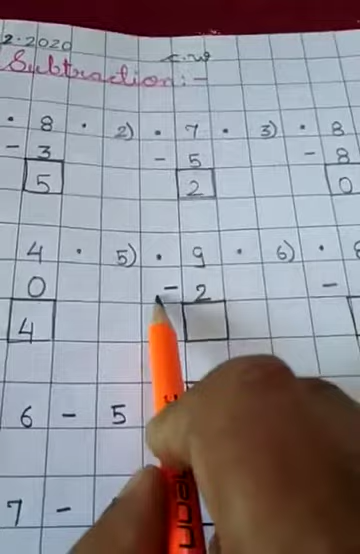 2.2020
C.W
Subtraction:-
• 8 • 2) • 7 • 3) • 8
- 3 - 5 - 8
5 2 0
4 • 5) • 9 • 6) •
0 - 2 -
4
6 - 5
7 -